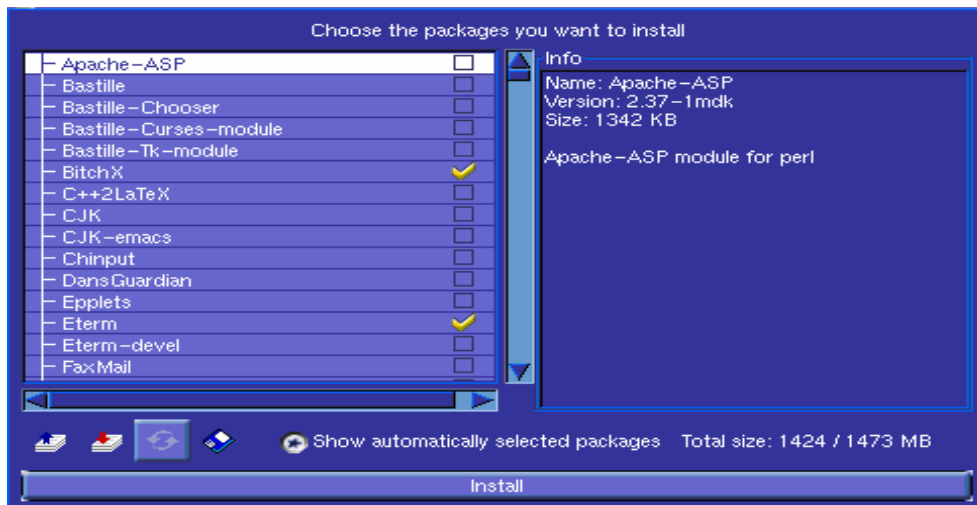 Choose the packages you want to install
Apache-ASP
Bastille
Bastille-Chooser
Bastille-Curses-module
Bastille-Tk-module
BitchX
C++2LaTeX
CJK
CJK-emacs
Chinput
DansGuardian
Epplets
Eterm
Eterm-devel
FaxMail
Info
Name: Apache-ASP
Version: 2.37-1mdk
Size: 1342 KB
Apache-ASP module for perl
Show automatically selected packages Total size: 1424 / 1473 MB
Install